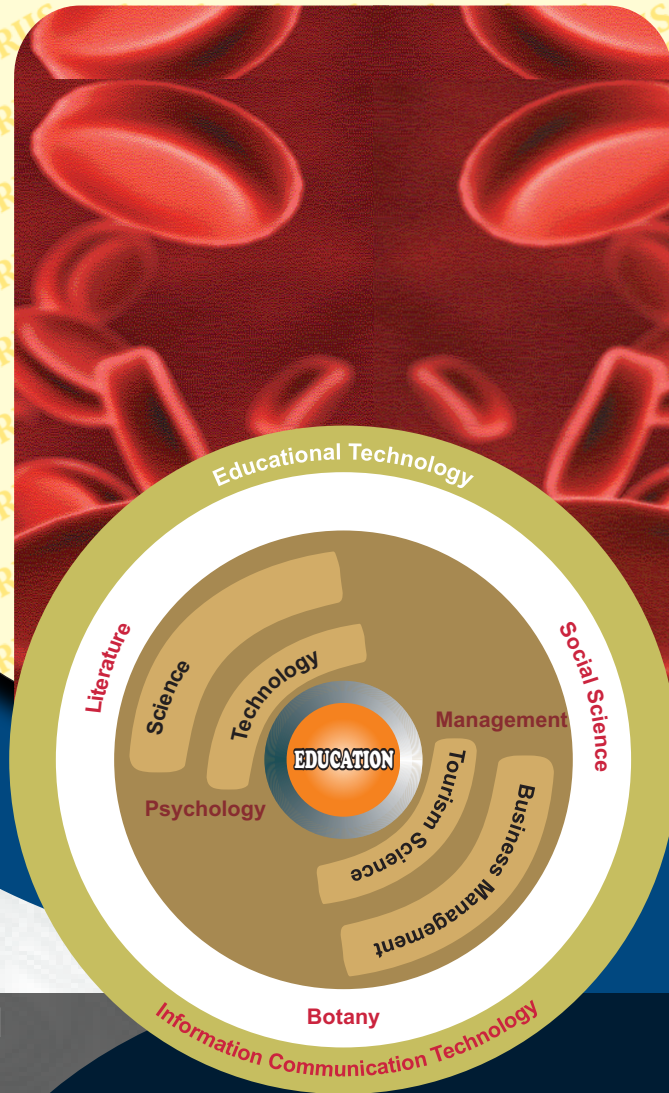 Educational Technology
Literature
Social Science
Science
Technology
Management
EDUCATION
Psychology
Tourism Science
Business Management
Botany
Information Communication Technology